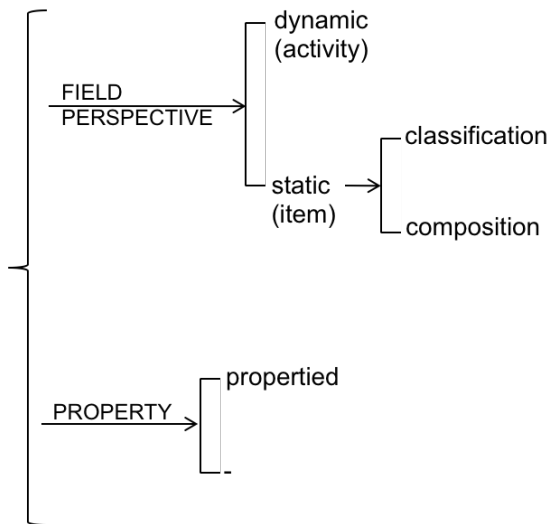 dynamic
(activity)
FIELD
PERSPECTIVE
classification
static
(item)
composition
propertied
PROPERTY
-